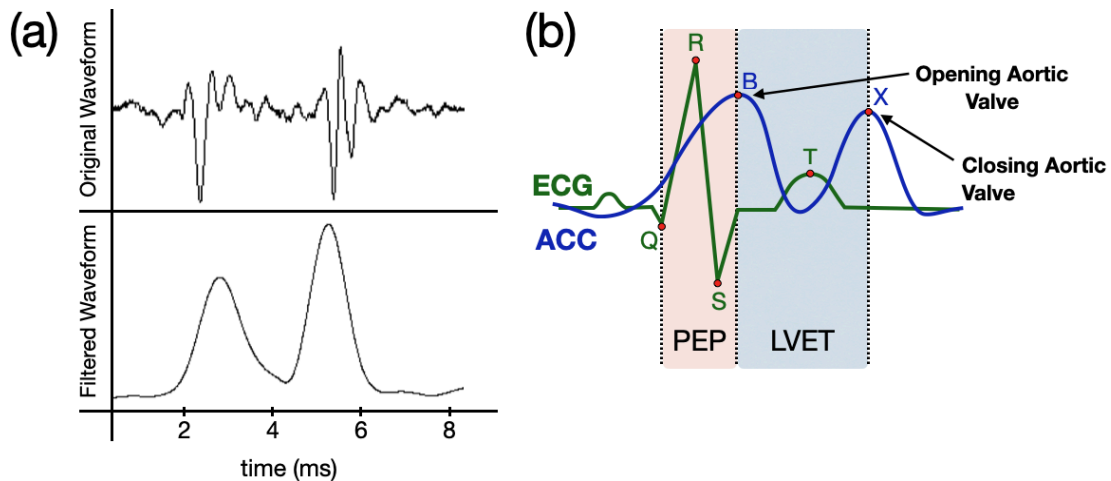 (a)
Original Waveform
Filtered Waveform
2 4 6 8
time (ms)
(b)
R
B
Opening Aortic
Valve
X
T
Closing Aortic
Valve
ECG
ACC
Q
S
PEP LVET